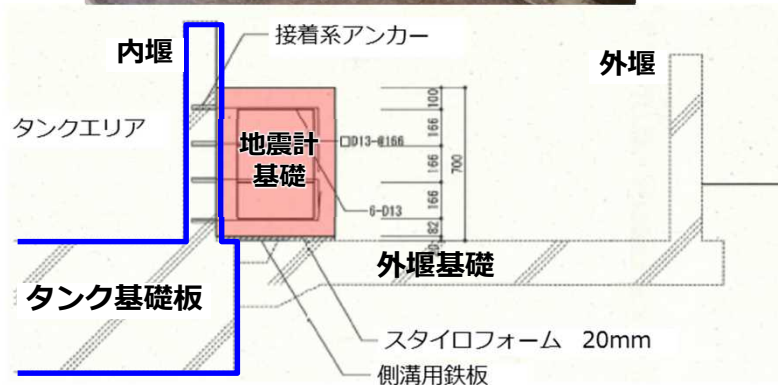 内堰
接着系アンカー
外堰
タンクエリア
地震計
基礎
□D13-@166
6-D13
100
166
166
166
82
700
外堰基礎
タンク基礎板
スタイロフォーム 20mm
側溝用鉄板